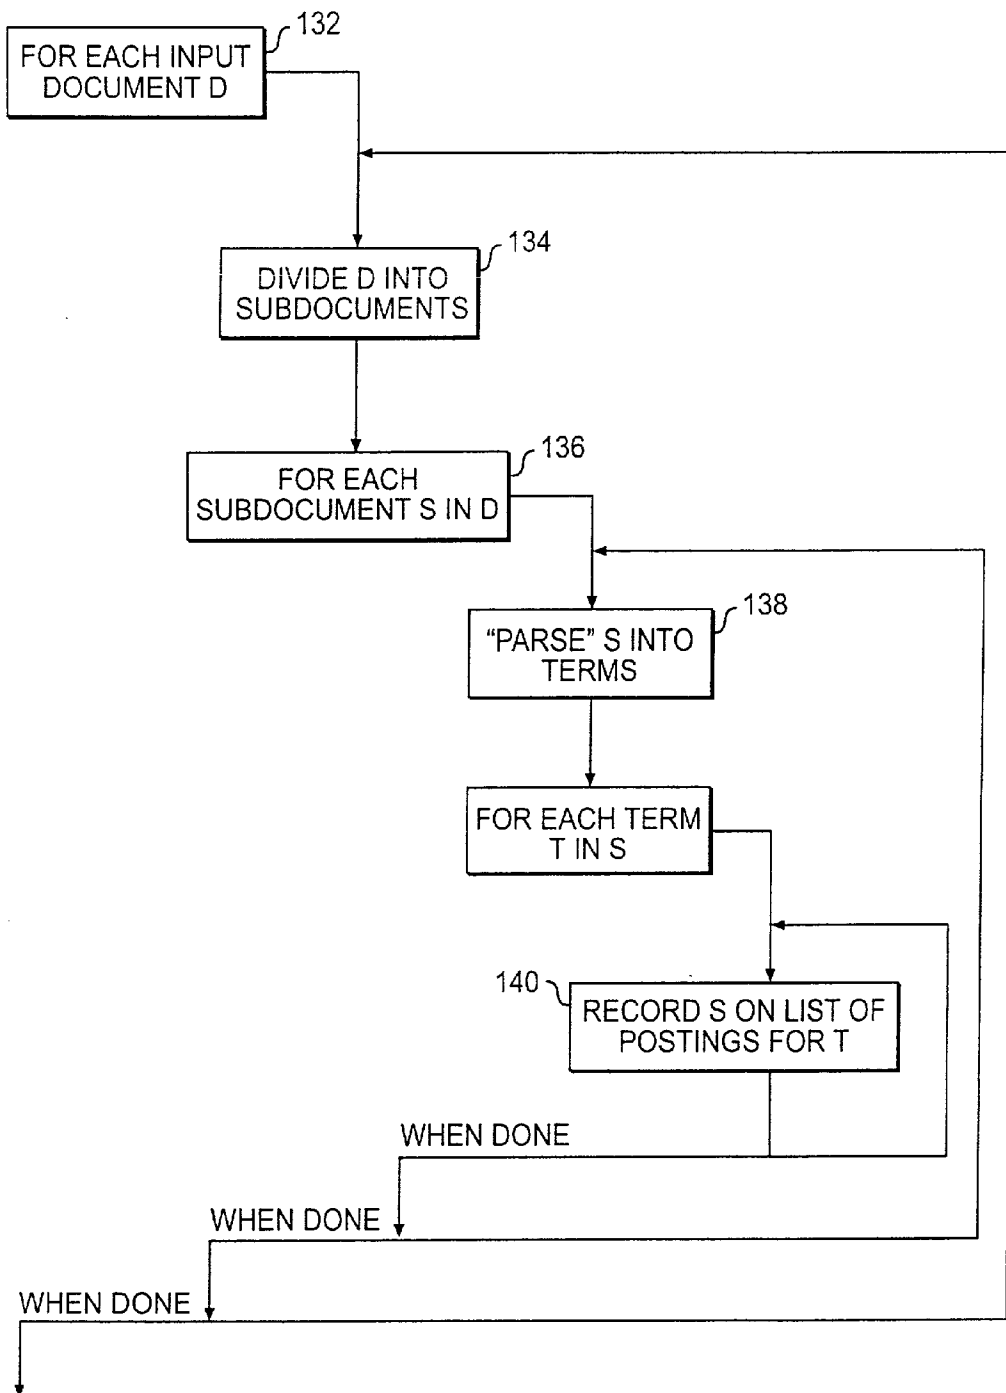 132
FOR EACH INPUT
DOCUMENT D
134
DIVIDE D INTO
SUBDOCUMENTS
136
FOR EACH
SUBDOCUMENT S IN D
138
“PARSE” S INTO
TERMS
FOR EACH TERM
T IN S
140
RECORD S ON LIST OF
POSTINGS FOR T
WHEN DONE
WHEN DONE
WHEN DONE